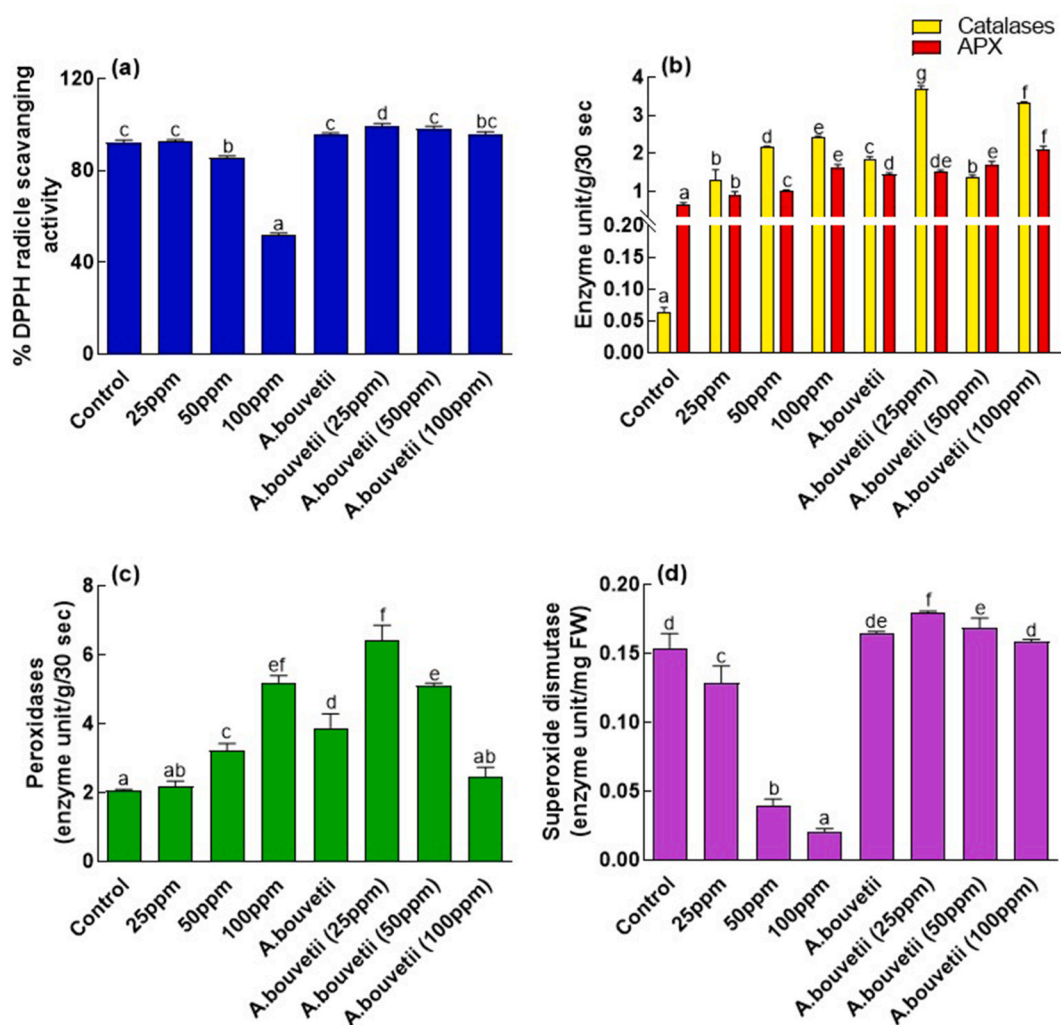 Catalases
APX
(a)
% DPPH radicle scavanging
activity
120
80
40
0
c
c
b
a
c
d
c
bc
Control
25ppm
50ppm
100ppm
A.bouvetii
A.bouvetii (25ppm)
A.bouvetii (50ppm)
A.bouvetii (100ppm)
(b)
Enzyme unit/g/30 sec
4
3
2
1
0.20
0.15
0.10
0.05
0.00
a
a
b
b
d
c
e
e
c
d
g
de
b
e
f
f
Control
25ppm
50ppm
100ppm
A.bouvetii
A.bouvetii (25ppm)
A.bouvetii (50ppm)
A.bouvetii (100ppm)
(c)
Peroxidases
(enzyme unit/g/30 sec)
8
6
4
2
0
a
ab
c
ef
d
f
e
ab
Control
25ppm
50ppm
100ppm
A.bouvetii
A.bouvetii (25ppm)
A.bouvetii (50ppm)
A.bouvetii (100ppm)
(d)
Superoxide dismutase
(enzyme unit/mg FW)
0.20
0.15
0.10
0.05
0.00
d
c
b
a
de
f
e
d
Control
25ppm
50ppm
100ppm
A.bouvetii
A.bouvetii (25ppm)
A.bouvetii (50ppm)
A.bouvetii (100ppm)